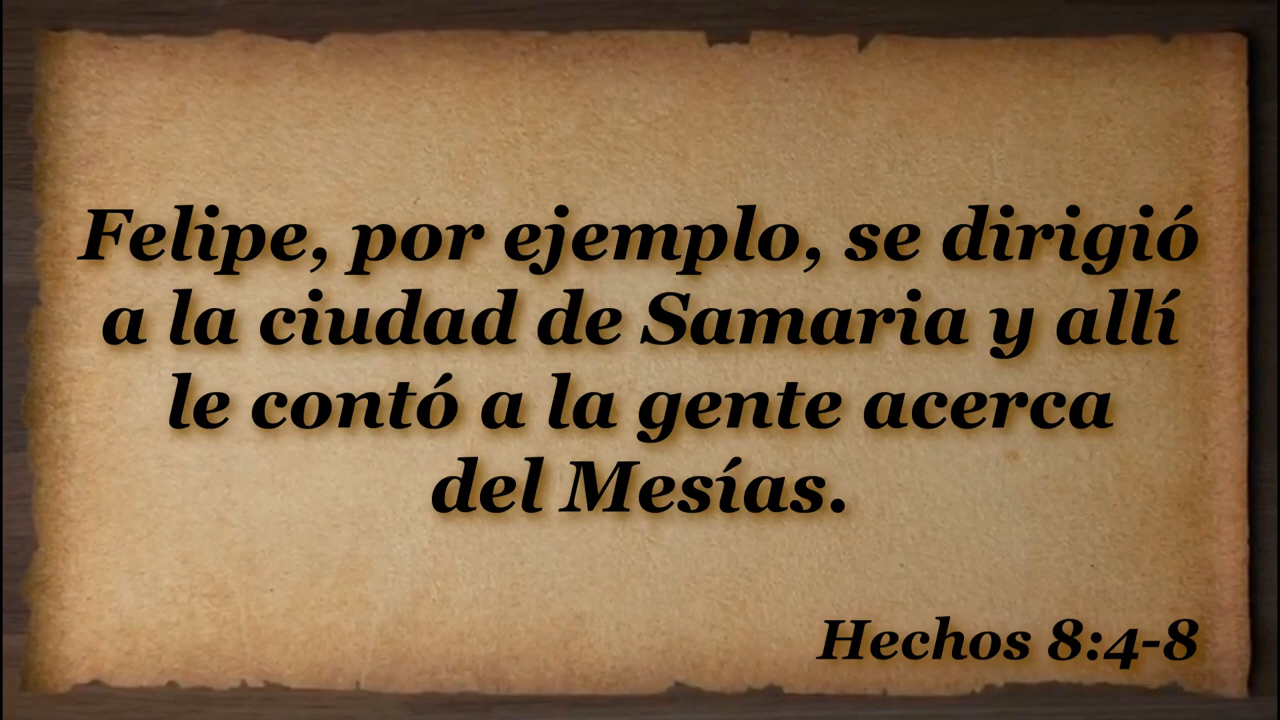 Felipe, por ejemplo, se dirigió
a la ciudad de Samaria y allí
le contó a la gente acerca
del Mesías.
Hechos 8:4-8